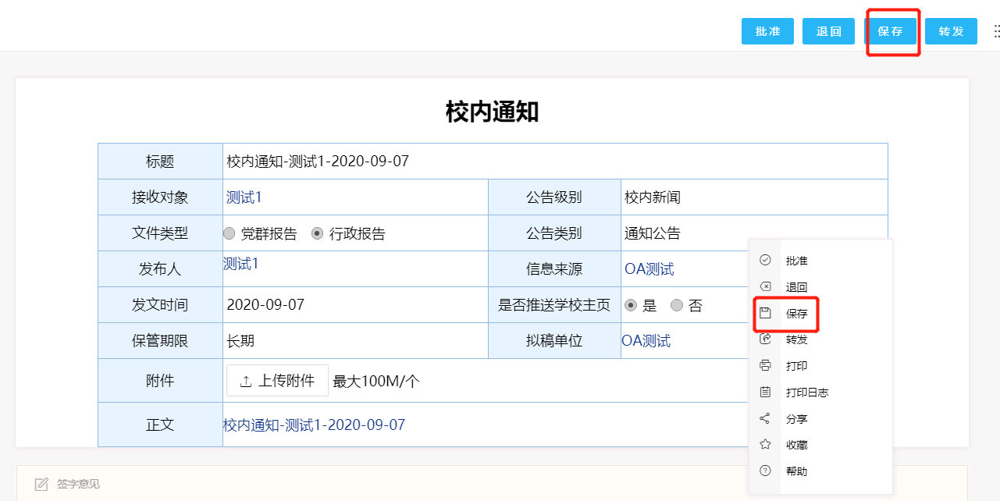 批准 退回 保存 转发
校内通知
标题 校内通知-测试1-2020-09-07
接收对象 测试1 公告级别 校内新闻
文件类型 党群报告 行政报告 公告类别 通知公告
发布人 测试1 信息来源 OA测试
发文时间 2020-09-07 是否推送学校主页 是 否
保管期限 长期 拟稿单位 OA测试
附件 上传附件 最大100M/个
正文 校内通知-测试1-2020-09-07
批准
退回
保存
转发
打印
打印日志
分享
收藏
帮助
签字意见